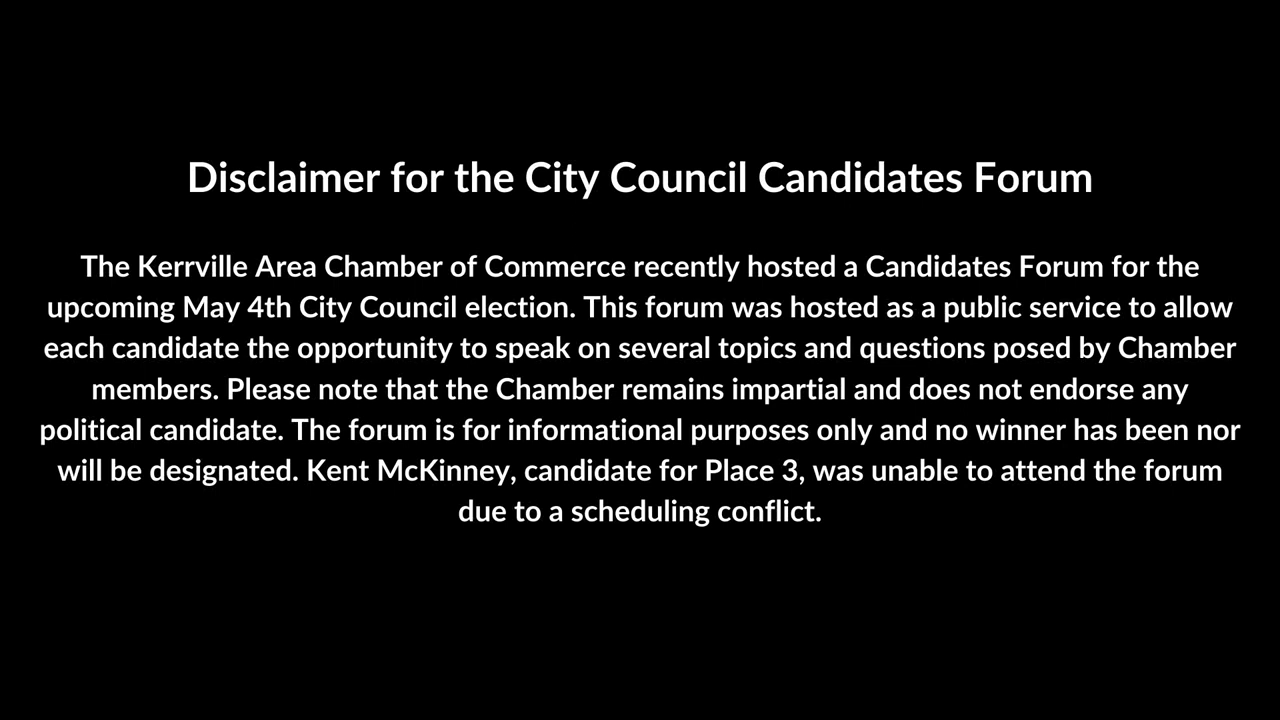 Disclaimer for the City Council Candidates Forum
The Kerrville Area Chamber of Commerce recently hosted a Candidates Forum for the
upcoming May 4th City Council election. This forum was hosted as a public service to allow
each candidate the opportunity to speak on several topics and questions posed by Chamber
members. Please note that the Chamber remains impartial and does not endorse any
political candidate. The forum is for informational purposes only and no winner has been nor
will be designated. Kent McKinney, candidate for Place 3, was unable to attend the forum
due to a scheduling conflict.